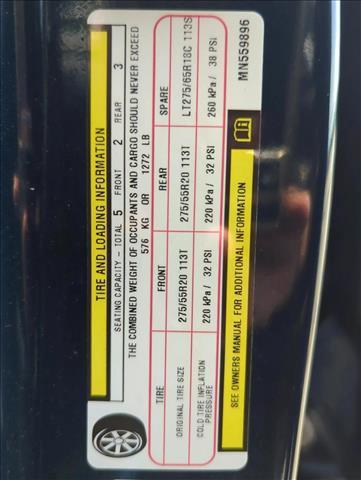 TIRE AND LOADING INFORMATION
SEATING CAPACITY - TOTAL 5 FRONT 2 REAR 3
THE COMBINED WEIGHT OF OCCUPANTS AND CARGO SHOULD NEVER EXCEED
576 KG OR 1272 LB
TIRE FRONT REAR SPARE
ORIGINAL TIRE SIZE 275/55R20 113T 275/55R20 113T LT275/65R18C 113S
COLD TIRE INFLATION PRESSURE 220 kPa / 32 PSI 220 kPa / 32 PSI 260 kPa / 38 PSI
SEE OWNERS MANUAL FOR ADDITIONAL INFORMATION
MN559896